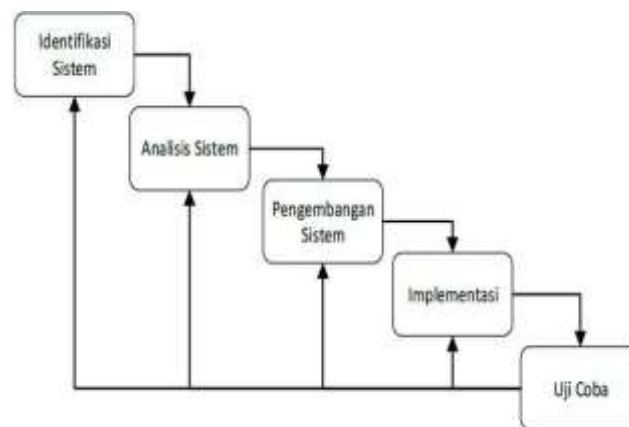 Identifikasi
Sistem
Analisis Sistem
Pengembangan
Sistem
Implementasi
Uji Coba